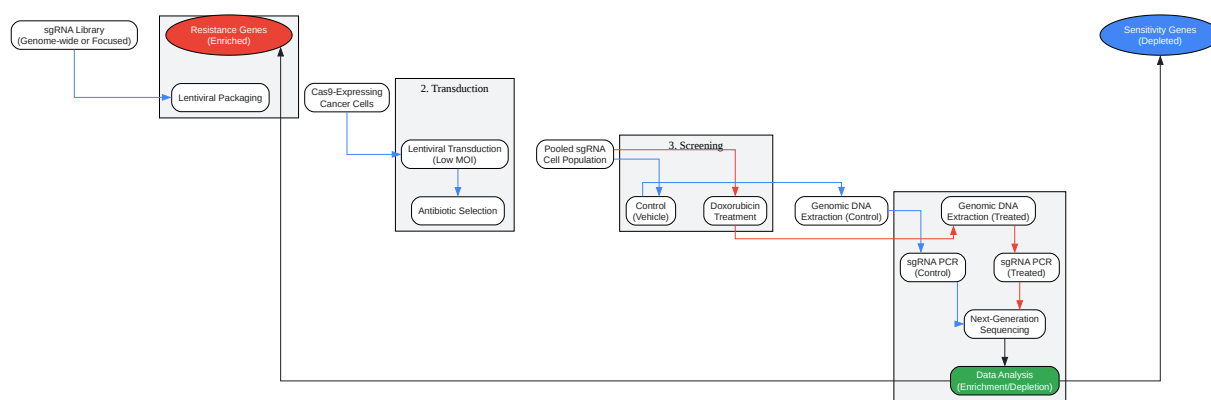 sgRNA Library
(Genome-wide or Focused)
Resistance Genes
(Enriched)
Lentiviral Packaging
Cas9-Expressing
Cancer Cells
2. Transduction
Lentiviral Transduction
(Low MOI)
Antibiotic Selection
Pooled sgRNA
Cell Population
3. Screening
Control
(Vehicle)
Doxorubicin
Treatment
Genomic DNA
Extraction (Control)
Genomic DNA
Extraction (Treated)
sgRNA PCR
(Control)
sgRNA PCR
(Treated)
Next-Generation
Sequencing
Data Analysis
(Enrichment/Depletion)
Sensitivity Genes
(Depleted)